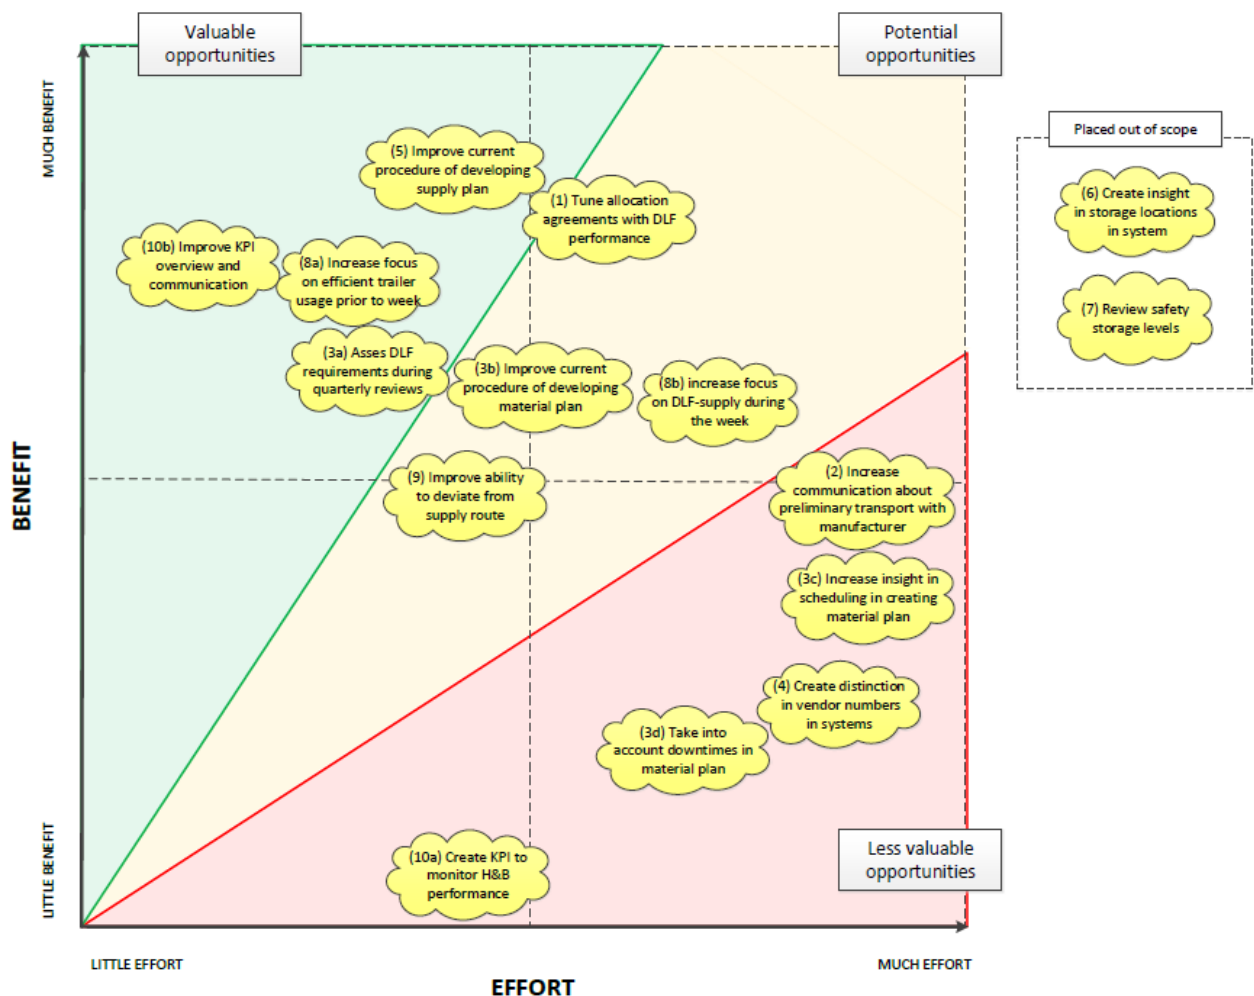 Valuable
opportunities
Potential
opportunities
MUCH BENEFIT
Placed out of scope
(5) Improve current
procedure of developing
supply plan
(1) Tune allocation
agreements with DLF
performance
(6) Create insight
in storage locations
in system
(10b) Improve KPI
overview and
communication
(8a) Increase focus
on efficient trailer
usage prior to week
(7) Review safety
storage levels
(3a) Asses DLF
requirements during
quarterly reviews
(3b) Improve current
procedure of developing
material plan
(8b) increase focus
on DLF-supply during
the week
BENEFIT
(9) Improve ability
to deviate from
supply route
(2) Increase
communication about
preliminary transport with
manufacturer
(3c) Increase insight in
scheduling in creating
material plan
(4) Create distinction
in vendor numbers
in systems
(3d) Take into
account downtimes in
material plan
LITTLE BENEFIT
(10a) Create KPI to
monitor H&B
performance
Less valuable
opportunities
LITTLE EFFORT
MUCH EFFORT
EFFORT